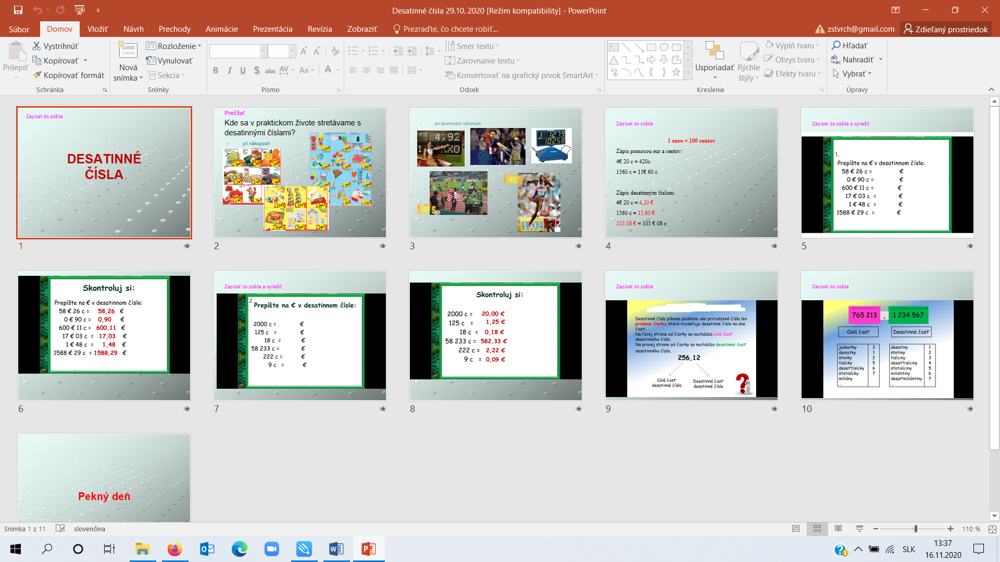 Desatinné čísla 29.10. 2020 [Režim kompatibility] - PowerPoint
Súbor Domov Vložiť Návrh Prechody Animácie Prezentácia Revízia Zobraziť Prezraďte, čo chcete robiť... zstvrch@gmail.com Zdieľaný prostriedok
Prilepiť
Vystrihnúť
Kopírovať
Kopírovať formát
Schránka
Nová
snímka
Rozloženie
Vynulovať
Sekcia
Snímky
B I U S abc AV Aa A
Písmo
Smer textu
Zarovnanie textu
Konvertovať na grafický prvok SmartArt
Odsek
Usporiadať
Rýchle
štýly
Výplň tvaru
Obrys tvaru
Efekty tvaru
Kreslenie
Hľadať
Nahradiť
Vybrať
Úpravy
Zapísať do zošita
DESATINNÉ
ČÍSLA
1
Prečítať
Kde sa v praktickom živote stretávame s
desatinnými číslami?
- pri nákupoch
2
- pri športových výkonoch
4,92
12.79
102.58
8,95 m
9,77 s
3
Zapísať do zošita
1 euro = 100 centov
Zápis pomocou eur a centov:
4€ 20 c = 420c
1560 c = 15€ 60 c
Zápis desatinným číslom:
4€ 20 c = 4,20 €
1560 c = 15,60 €
105,08 € = 105 € 08 c
4
Zapísať do zošita a vyriešiť
1.
Prepíšte na € v desatinnom čísle:
58 € 26 c = €
0 € 90 c = €
600 € 11 c = €
17 € 03 c = €
1 € 48 c = €
1588 € 29 c = €
5
Skontroluj si:
Prepíšte na € v desatinnom čísle:
58 € 26 c = 58,26 €
0 € 90 c = 0,90 €
600 € 11 c = 600,11 €
17 € 03 c = 17,03 €
1 € 48 c = 1,48 €
1588 € 29 c = 1588,29 €
6
Zapísať do zošita a vyriešiť
2. Prepíšte na € v desatinnom čísle:
2000 c = €
125 c = €
18 c = €
58 233 c = €
222 c = €
9 c = €
7
Skontroluj si:
2000 c = 20,00 €
125 c = 1,25 €
18 c = 0,18 €
58 233 c = 582,33 €
222 c = 2,22 €
9 c = 0,09 €
8
Zapísať do zošita
Desatinné čísla píšeme podobne ako prirodzené čísla len
pridáme čiarku, ktorá rozdeľuje desatinné číslo na dve
časti.
Na ľavej strane od čiarky sa nachádza celá časť
desatinného čísla.
Na pravej strane od čiarky sa nachádza desatinná časť
desatinného čísla.
256,12
Celá časť
desatinné čísla
Desatinná časť
desatinné čísla
9
Zapísať do zošita
765 213 , 1 234 567
Celá časť Desatinná časť
jednotky 3
desiatky 1
stovky 2
tisícky 5
desaťtisícky 6
stotisícky 7
milióny
...
desatiny 1
stotiny 2
tisíciny 3
desaťtisíciny 4
stotisíciny 5
milióntiny 6
desaťmilióntiny 7
...
10
Pekný deň
Snímka 1 z 11 slovenčina 110 %
SLK
13:37
16.11.2020